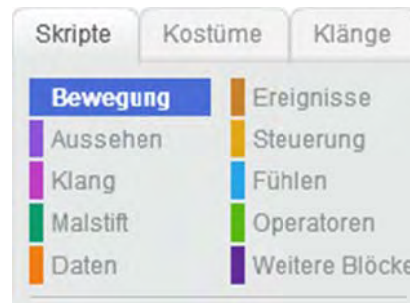 Skripte Kostüme Klänge
Bewegung Ereignisse
Aussehen Steuerung
Klang Fühlen
Malstift Operatoren
Daten Weitere Blöcke